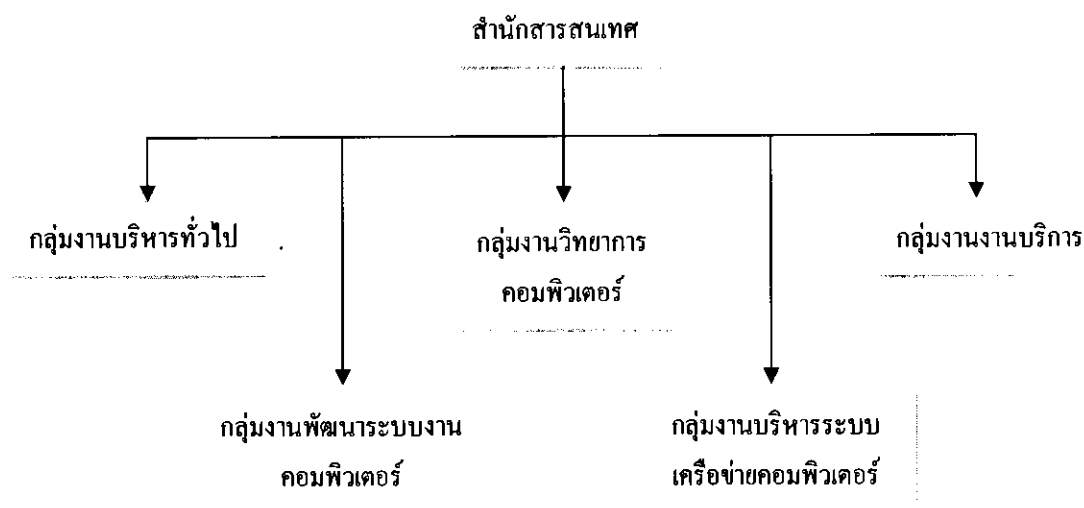 สำนักสารสนเทศ
กลุ่มงานบริหารทั่วไป
กลุ่มงานวิทยาการ
คอมพิวเตอร์
กลุ่มงานงานบริการ
กลุ่มงานพัฒนาระบบงาน
คอมพิวเตอร์
กลุ่มงานบริหารระบบ
เครือข่ายคอมพิวเตอร์